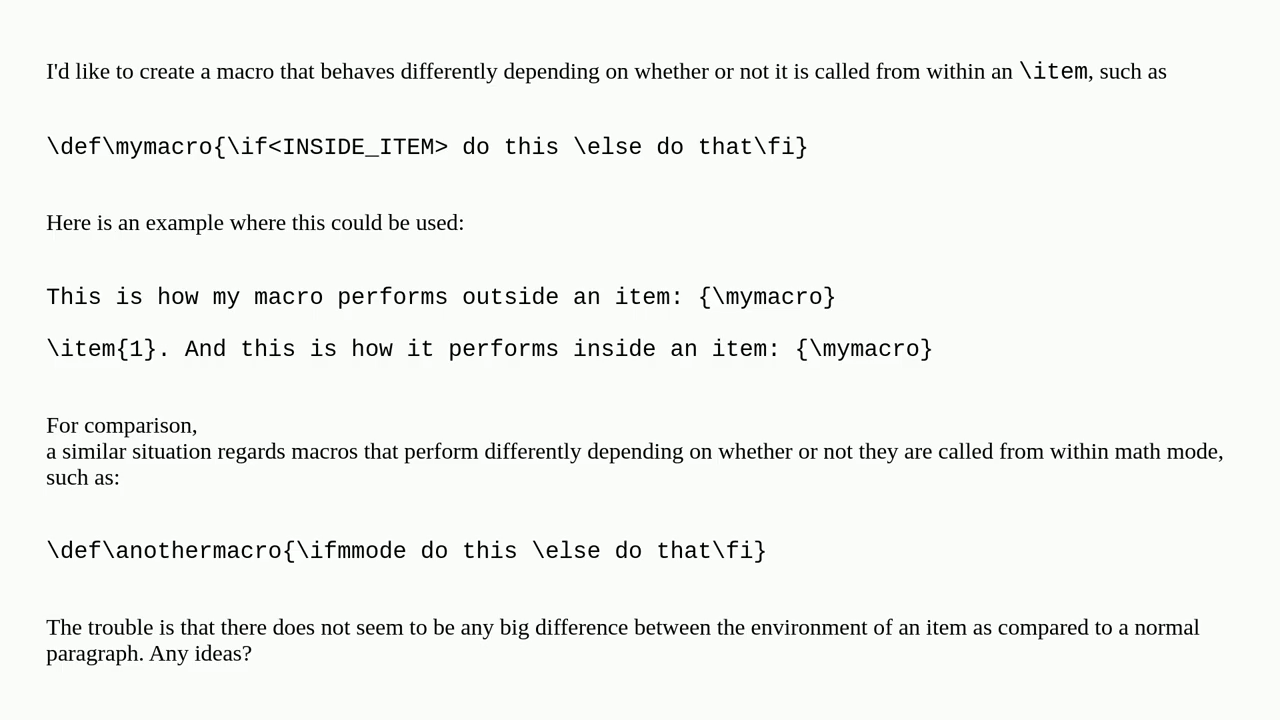 I'd like to create a macro that behaves differently depending on whether or not it is called from within an \item, such as
\def\mymacro{\if<INSIDE_ITEM> do this \else do that\fi}
Here is an example where this could be used:
This is how my macro performs outside an item: {\mymacro}
\item{1}. And this is how it performs inside an item: {\mymacro}
For comparison,
a similar situation regards macros that perform differently depending on whether or not they are called from within math mode,
such as:
\def\anothermacro{\ifmmode do this \else do that\fi}
The trouble is that there does not seem to be any big difference between the environment of an item as compared to a normal
paragraph. Any ideas?